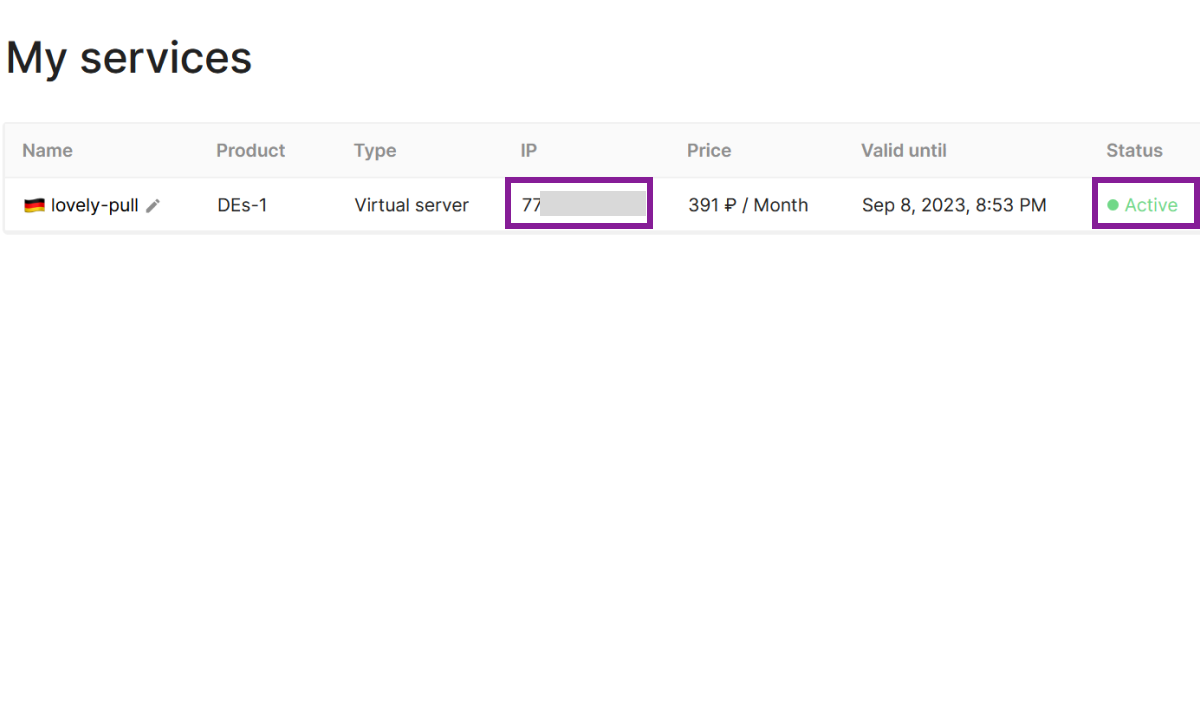 My services
Name Product Type IP Price Valid until Status
lovely-pull DEs-1 Virtual server 77 391 ₽ / Month Sep 8, 2023, 8:53 PM Active